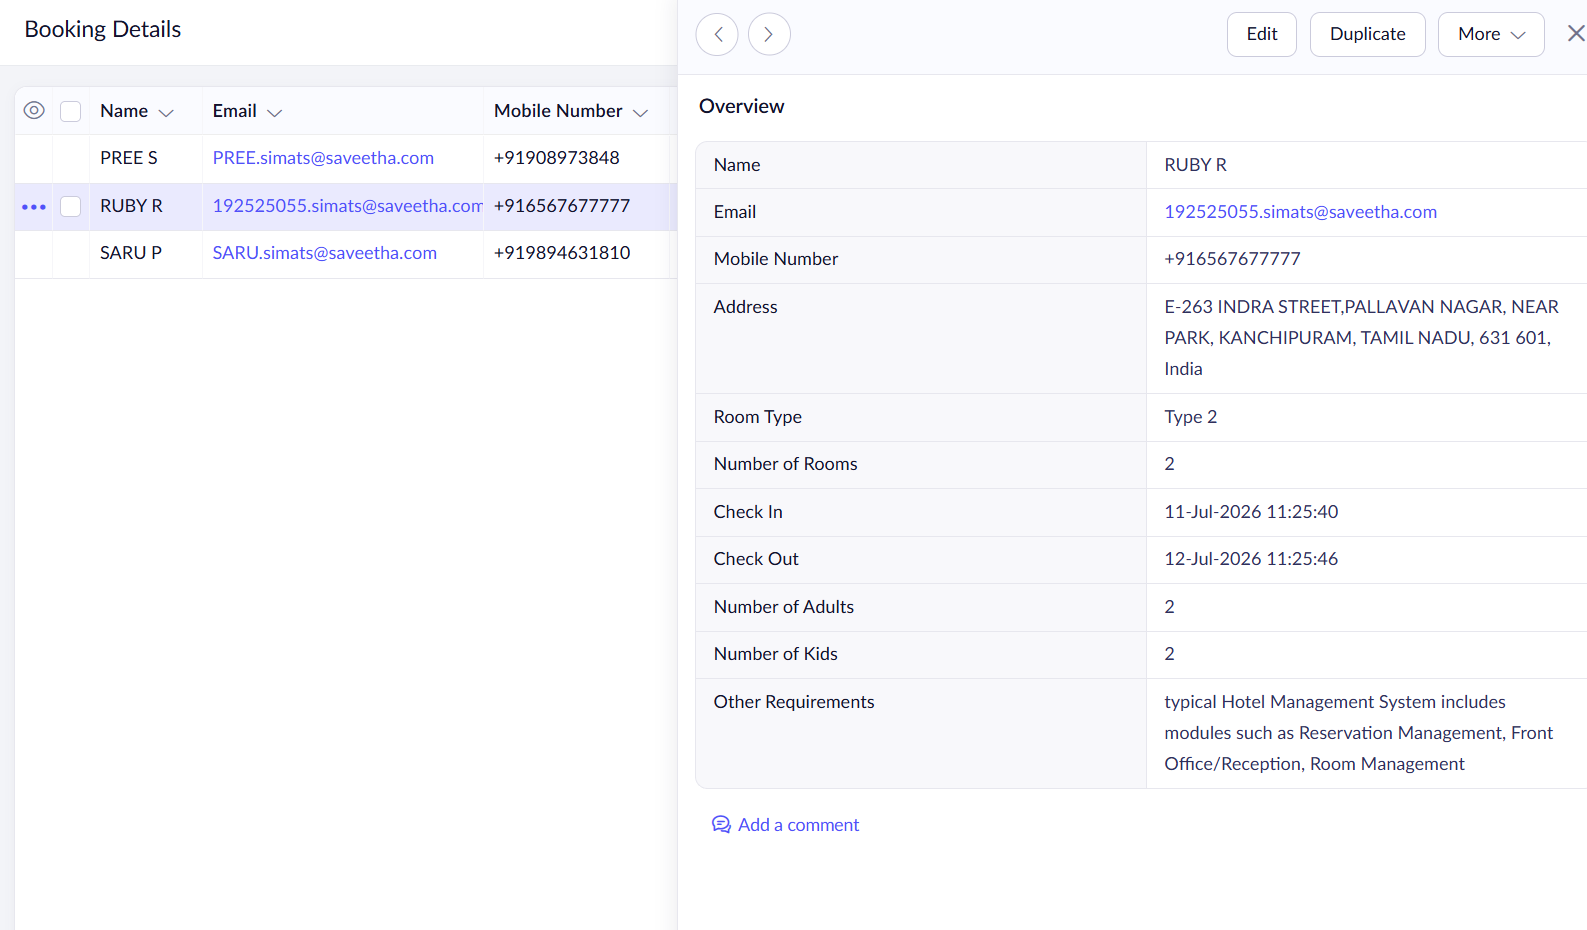 Booking Details
Name Email Mobile Number
PREE S PREE.simats@saveetha.com +91908973848
RUBY R 192525055.simats@saveetha.com +916567677777
SARU P SARU.simats@saveetha.com +919894631810
Edit Duplicate More
Overview
Name RUBY R
Email 192525055.simats@saveetha.com
Mobile Number +916567677777
Address E-263 INDRA STREET,PALLAVAN NAGAR, NEAR
PARK, KANCHIPURAM, TAMIL NADU, 631 601,
India
Room Type Type 2
Number of Rooms 2
Check In 11-Jul-2026 11:25:40
Check Out 12-Jul-2026 11:25:46
Number of Adults 2
Number of Kids 2
Other Requirements typical Hotel Management System includes
modules such as Reservation Management, Front
Office/Reception, Room Management
Add a comment